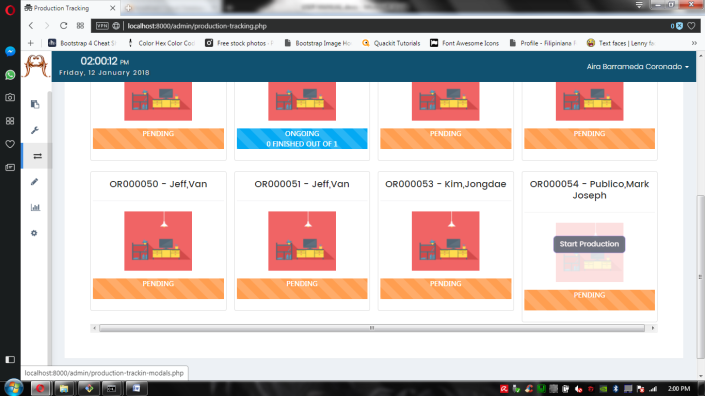 Production Tracking
VPN
localhost:8000/admin/production-tracking.php
0
Bootstrap 4 Cheat S
Color Hex Color Co
Free stock photos -
Bootstrap Image Ho
Quackit Tutorials
Font Awesome Icons
Profile - Filipiniana
Text faces | Lenny fa
02:00:12 PM
Friday, 12 January 2018
Aira Barrameda Coronado
PENDING
ONGOING
0 FINISHED OUT OF 1
PENDING
PENDING
OR000050 - Jeff,Van
OR000051 - Jeff,Van
OR000053 - Kim,Jongdae
OR000054 - Publico,Mark
Joseph
Start Production
PENDING
PENDING
PENDING
PENDING
localhost:8000/admin/production-trackin-modals.php
2:00 PM